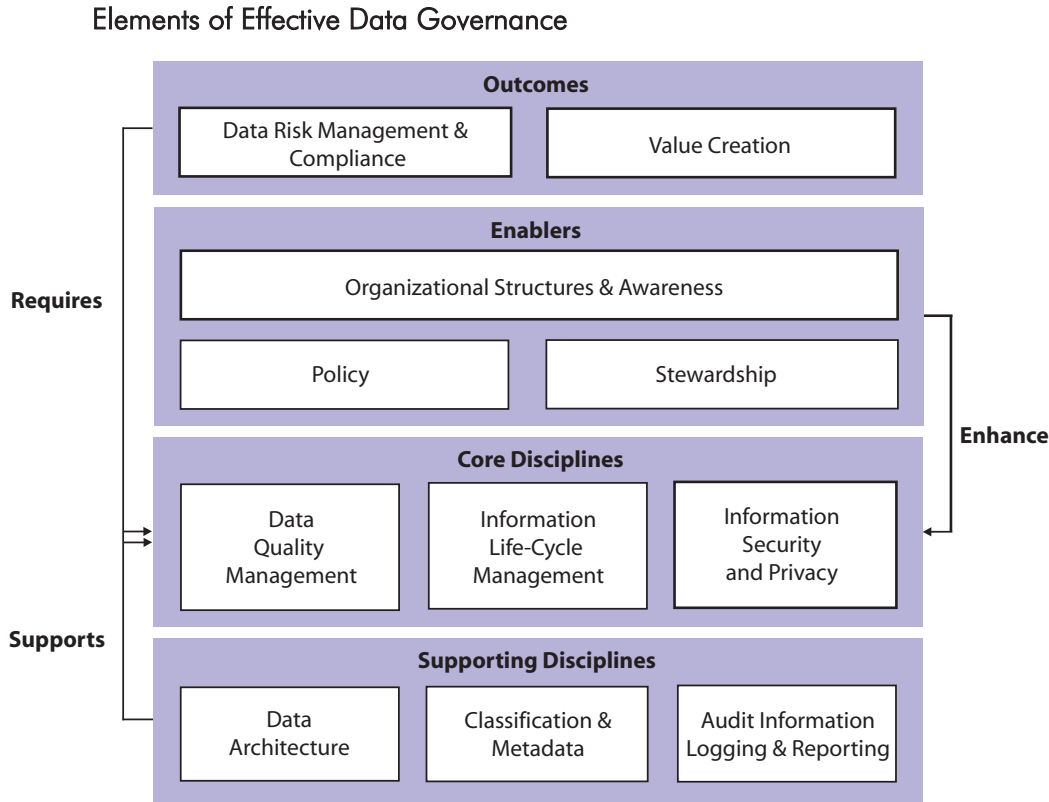 Elements of Effective Data Governance
Outcomes
Data Risk Management &
Compliance
Value Creation
Requires
Enablers
Organizational Structures & Awareness
Policy
Stewardship
Enhance
Core Disciplines
Data
Quality
Management
Information
Life-Cycle
Management
Information
Security
and Privacy
Supports
Supporting Disciplines
Data
Architecture
Classification &
Metadata
Audit Information
Logging & Reporting